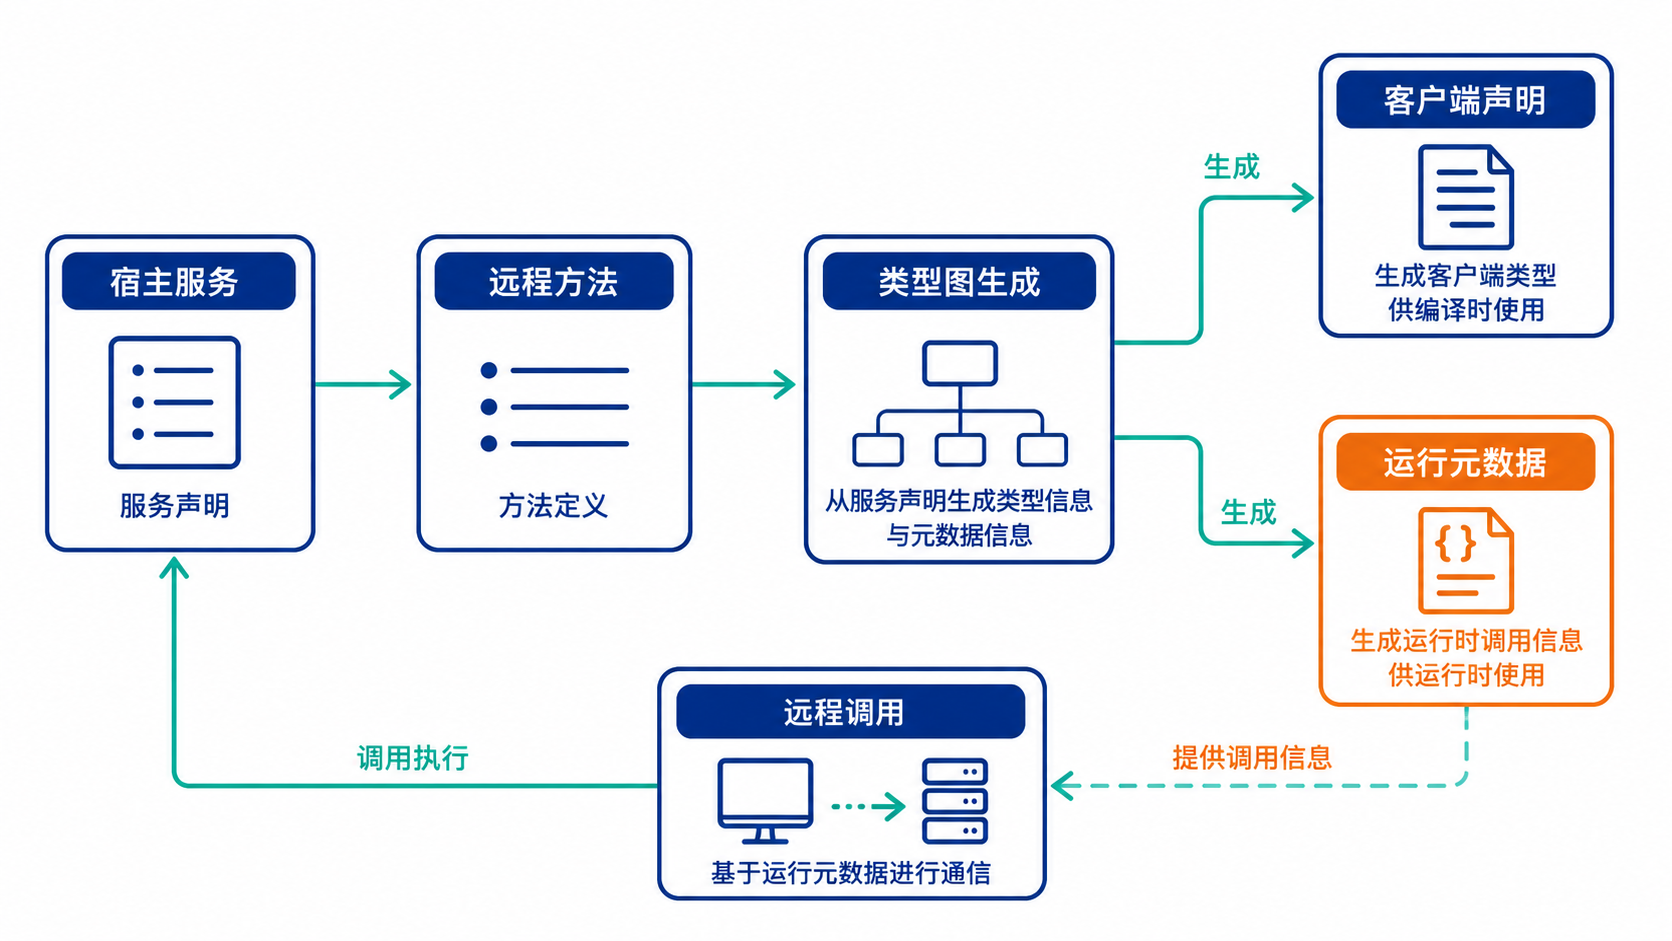 宿主服务
服务声明
远程方法
方法定义
类型图生成
从服务声明生成类型信息
与元数据信息
生成
客户端声明
生成客户端类型
供编译时使用
生成
运行元数据
{}
生成运行时调用信息
供运行时使用
提供调用信息
远程调用
基于运行元数据进行通信
调用执行